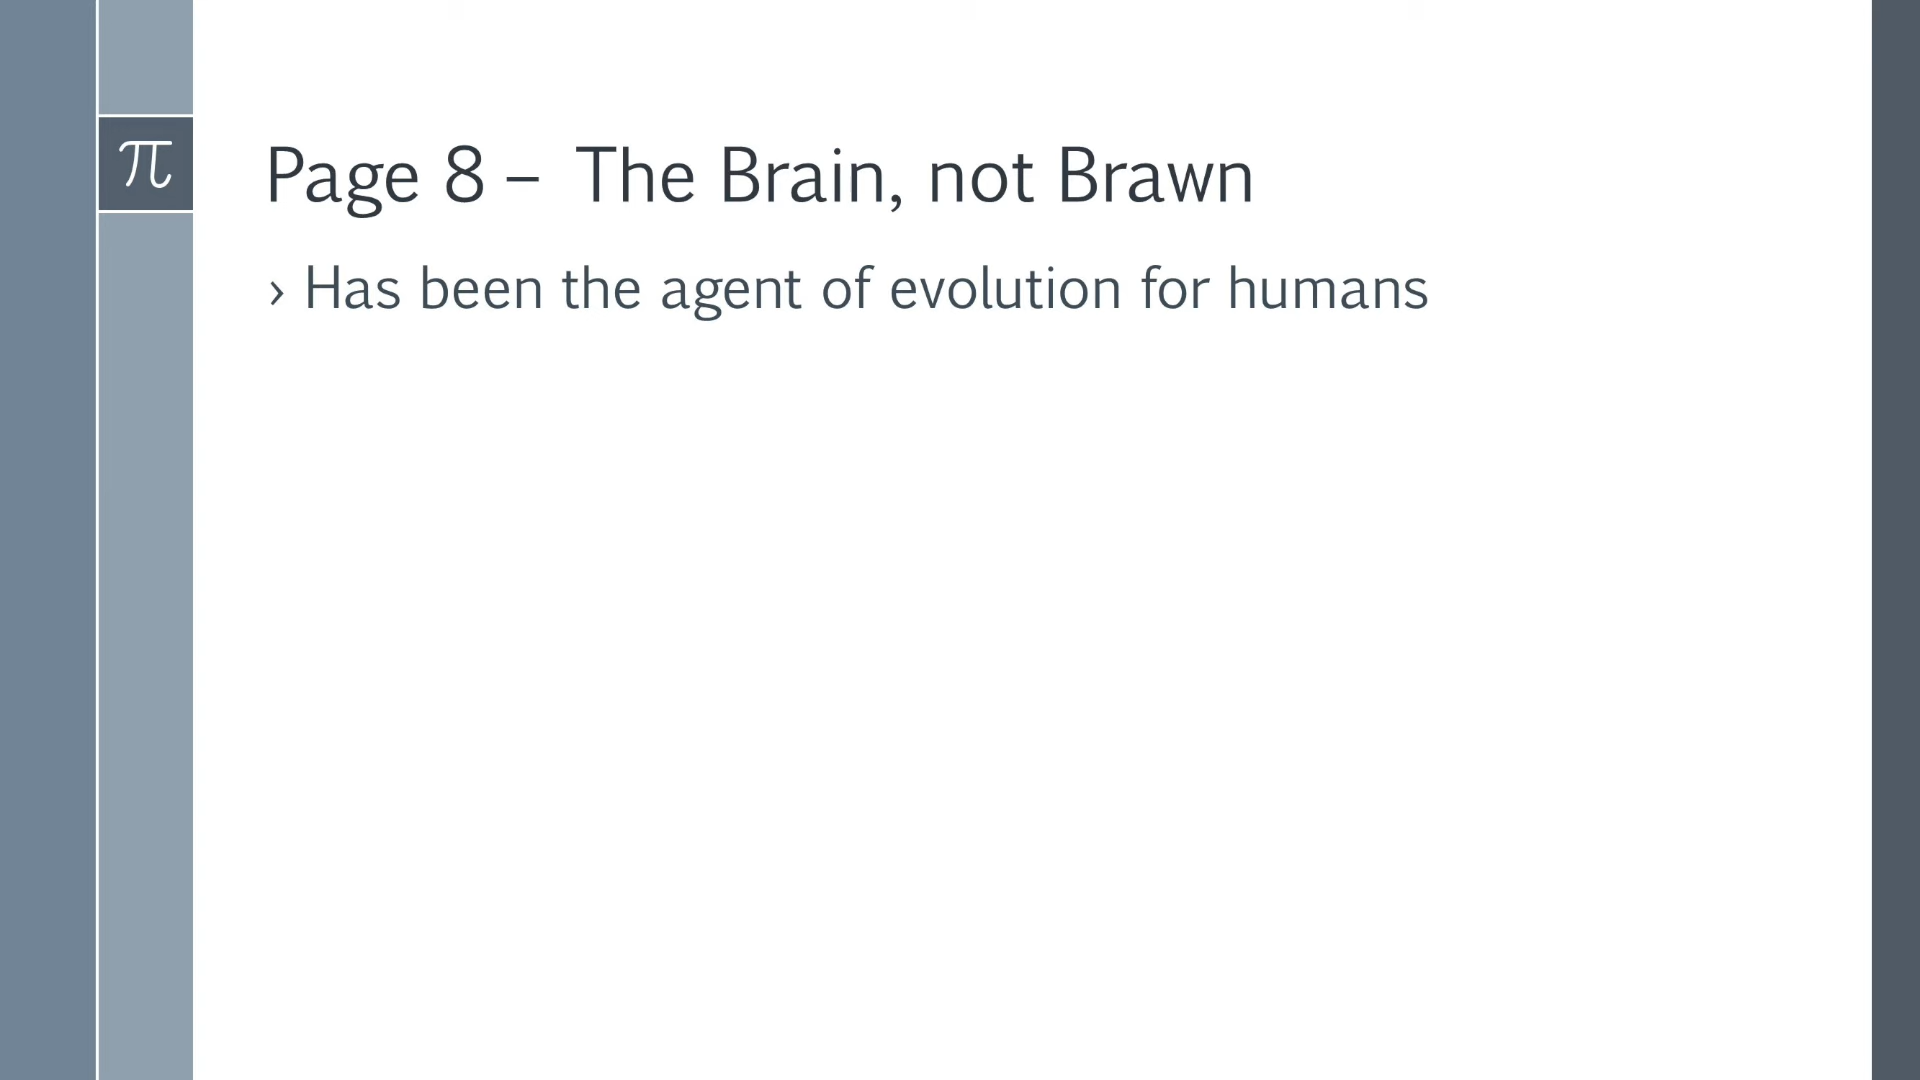 π
Page 8 – The Brain, not Brawn
› Has been the agent of evolution for humans